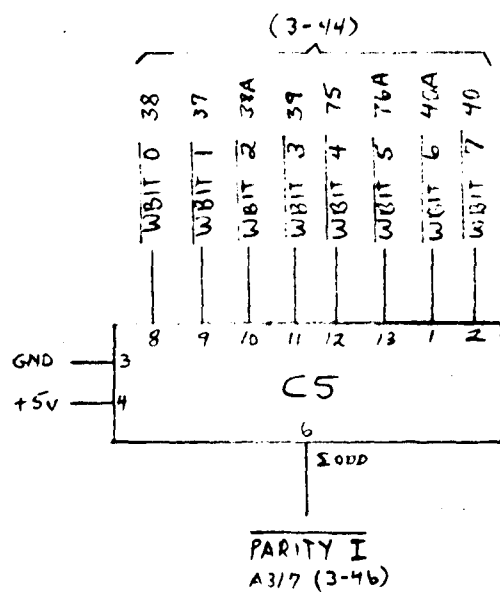 (3-44)
WBIT 0 38
WBIT 1 37
WBIT 2 38A
WBIT 3 39
WBIT 4 75
WBIT 5 76A
WBIT 6 40A
WBIT 7 40
8 9 10 11 12 13 1 2
GND 3
C5
+5V 4
6
Σ ODD
PARITY I
A3/7 (3-46)